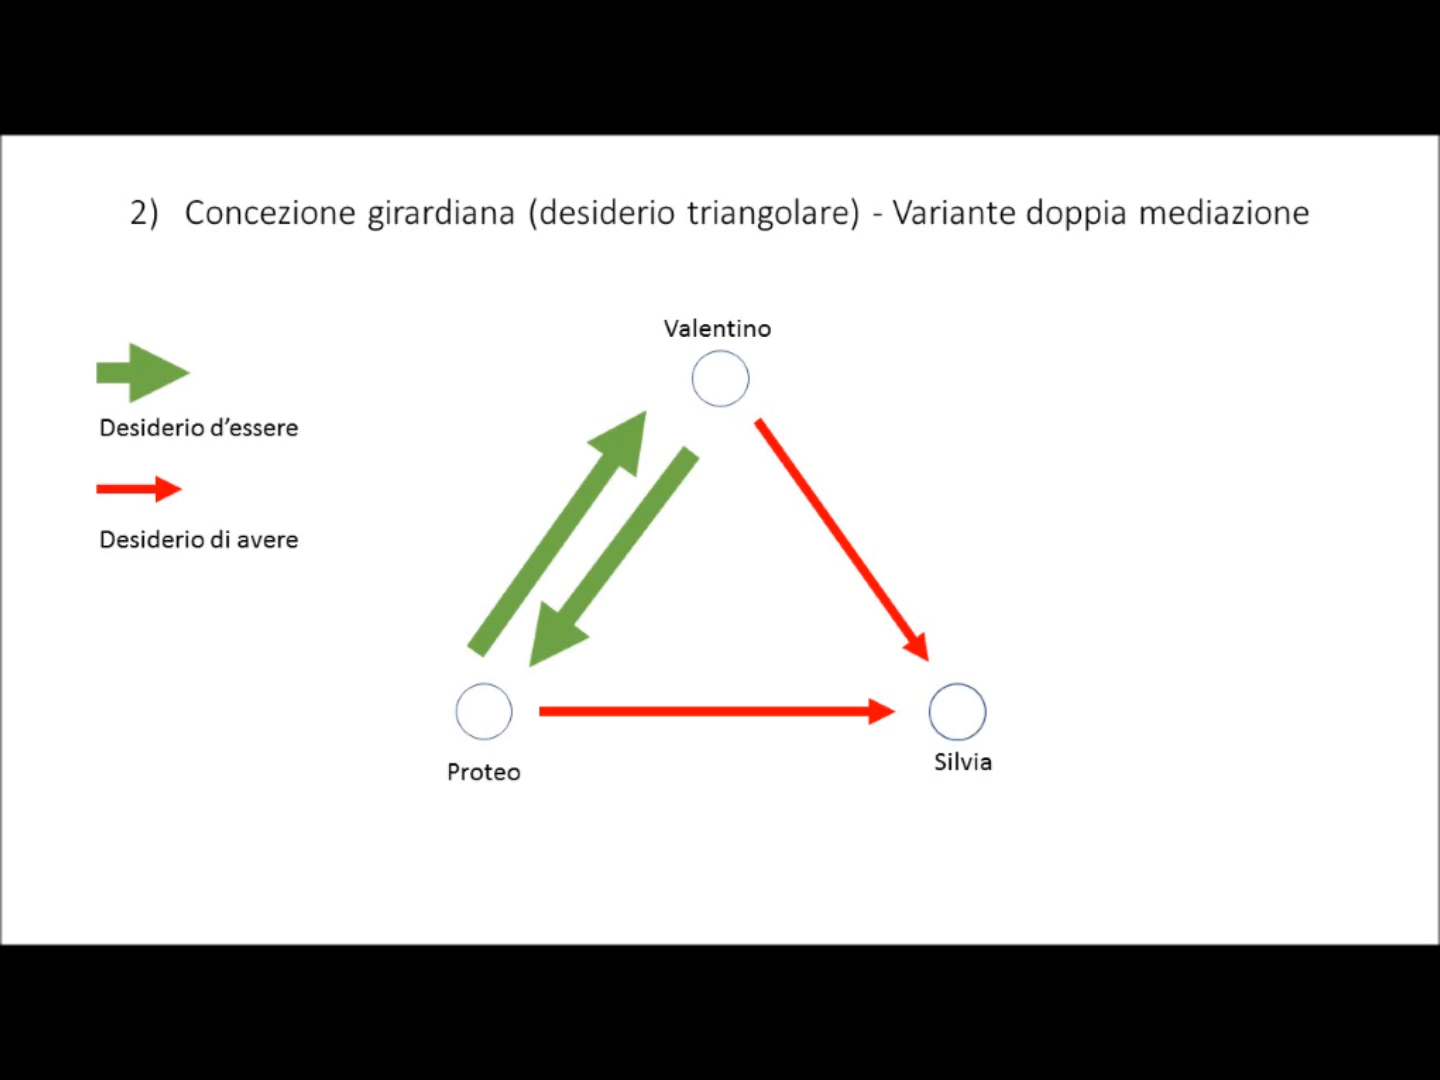 2) Concezione girardiana (desiderio triangolare) - Variante doppia mediazione
Valentino
Desiderio d’essere
Desiderio di avere
Proteo
Silvia